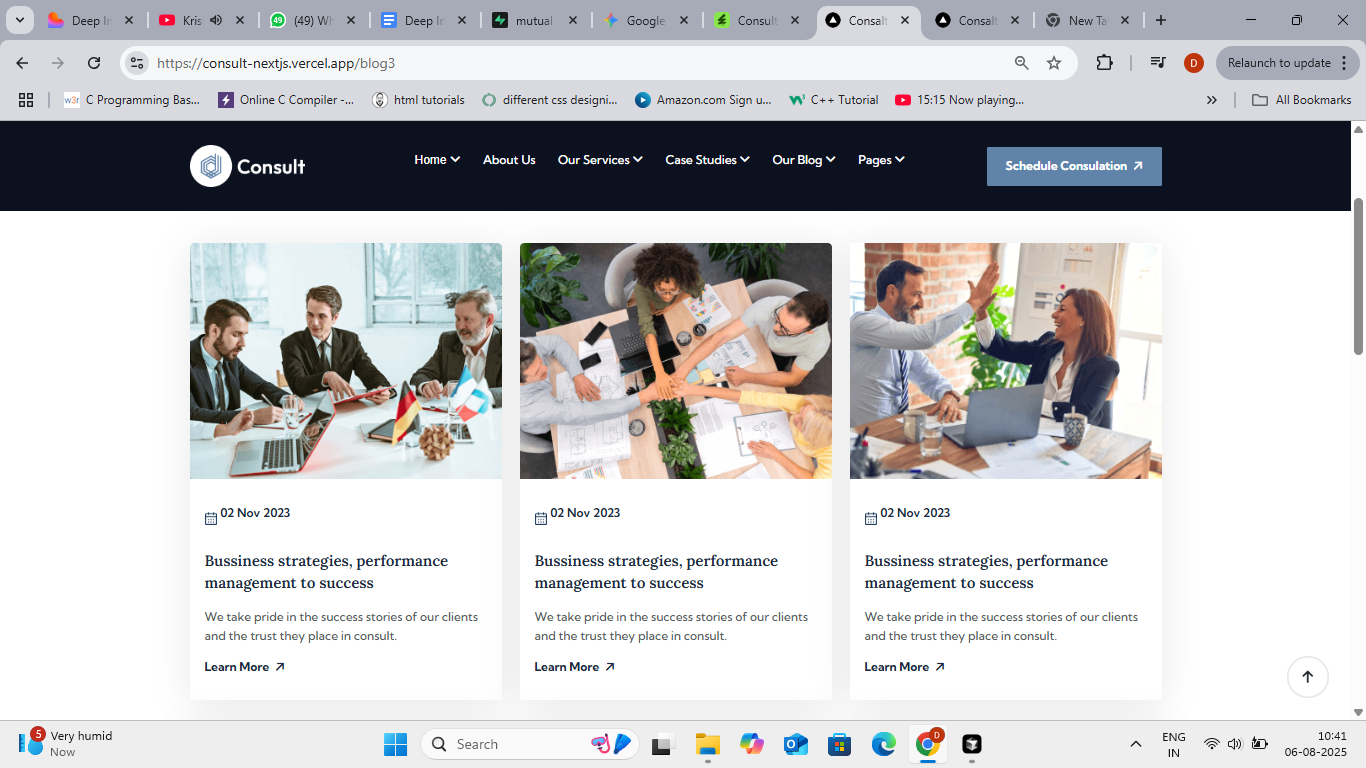 Deep In
Kris
49
(49) Wh
Deep In
mutual
Google
Consult
Consalt
Consalt
New Ta
https://consult-nextjs.vercel.app/blog3
D
Relaunch to update
w3r C Programming Bas...
Online C Compiler -...
html tutorials
different css designi...
Amazon.com Sign u...
C++ Tutorial
15:15 Now playing...
All Bookmarks
Consult
Home
About Us
Our Services
Case Studies
Our Blog
Pages
Schedule Consulation
02 Nov 2023
Bussiness strategies, performance
management to success
We take pride in the success stories of our clients
and the trust they place in consult.
Learn More
02 Nov 2023
Bussiness strategies, performance
management to success
We take pride in the success stories of our clients
and the trust they place in consult.
Learn More
02 Nov 2023
Bussiness strategies, performance
management to success
We take pride in the success stories of our clients
and the trust they place in consult.
Learn More
5
Very humid
Now
Search
D
ENG
IN
10:41
06-08-2025